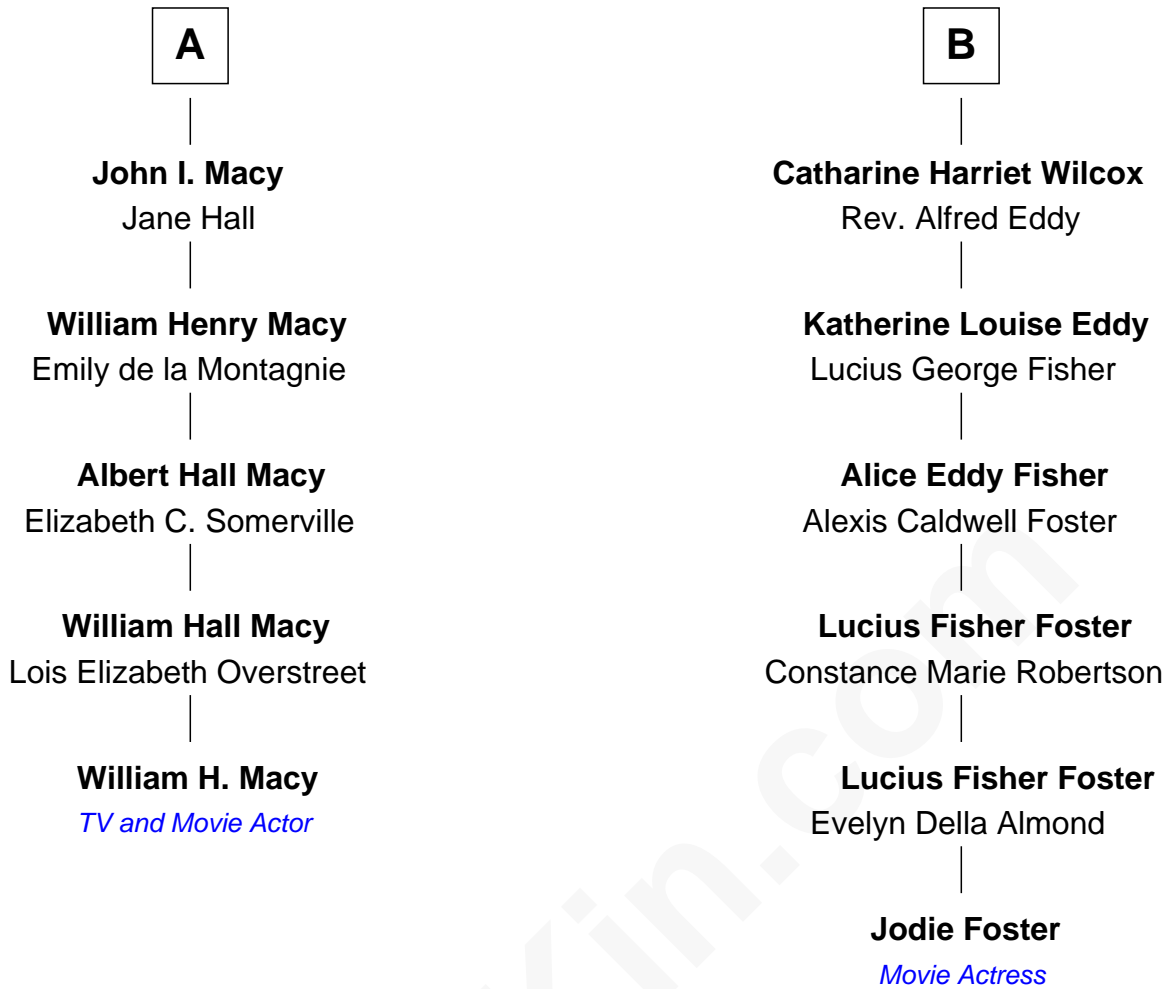 A
John I. Macy
Jane Hall
William Henry Macy
Emily de la Montagnie
Albert Hall Macy
Elizabeth C. Somerville
William Hall Macy
Lois Elizabeth Overstreet
William H. Macy
TV and Movie Actor
B
Catharine Harriet Wilcox
Rev. Alfred Eddy
Katherine Louise Eddy
Lucius George Fisher
Alice Eddy Fisher
Alexis Caldwell Foster
Lucius Fisher Foster
Constance Marie Robertson
Lucius Fisher Foster
Evelyn Della Almond
Jodie Foster
Movie Actress
Kin.com